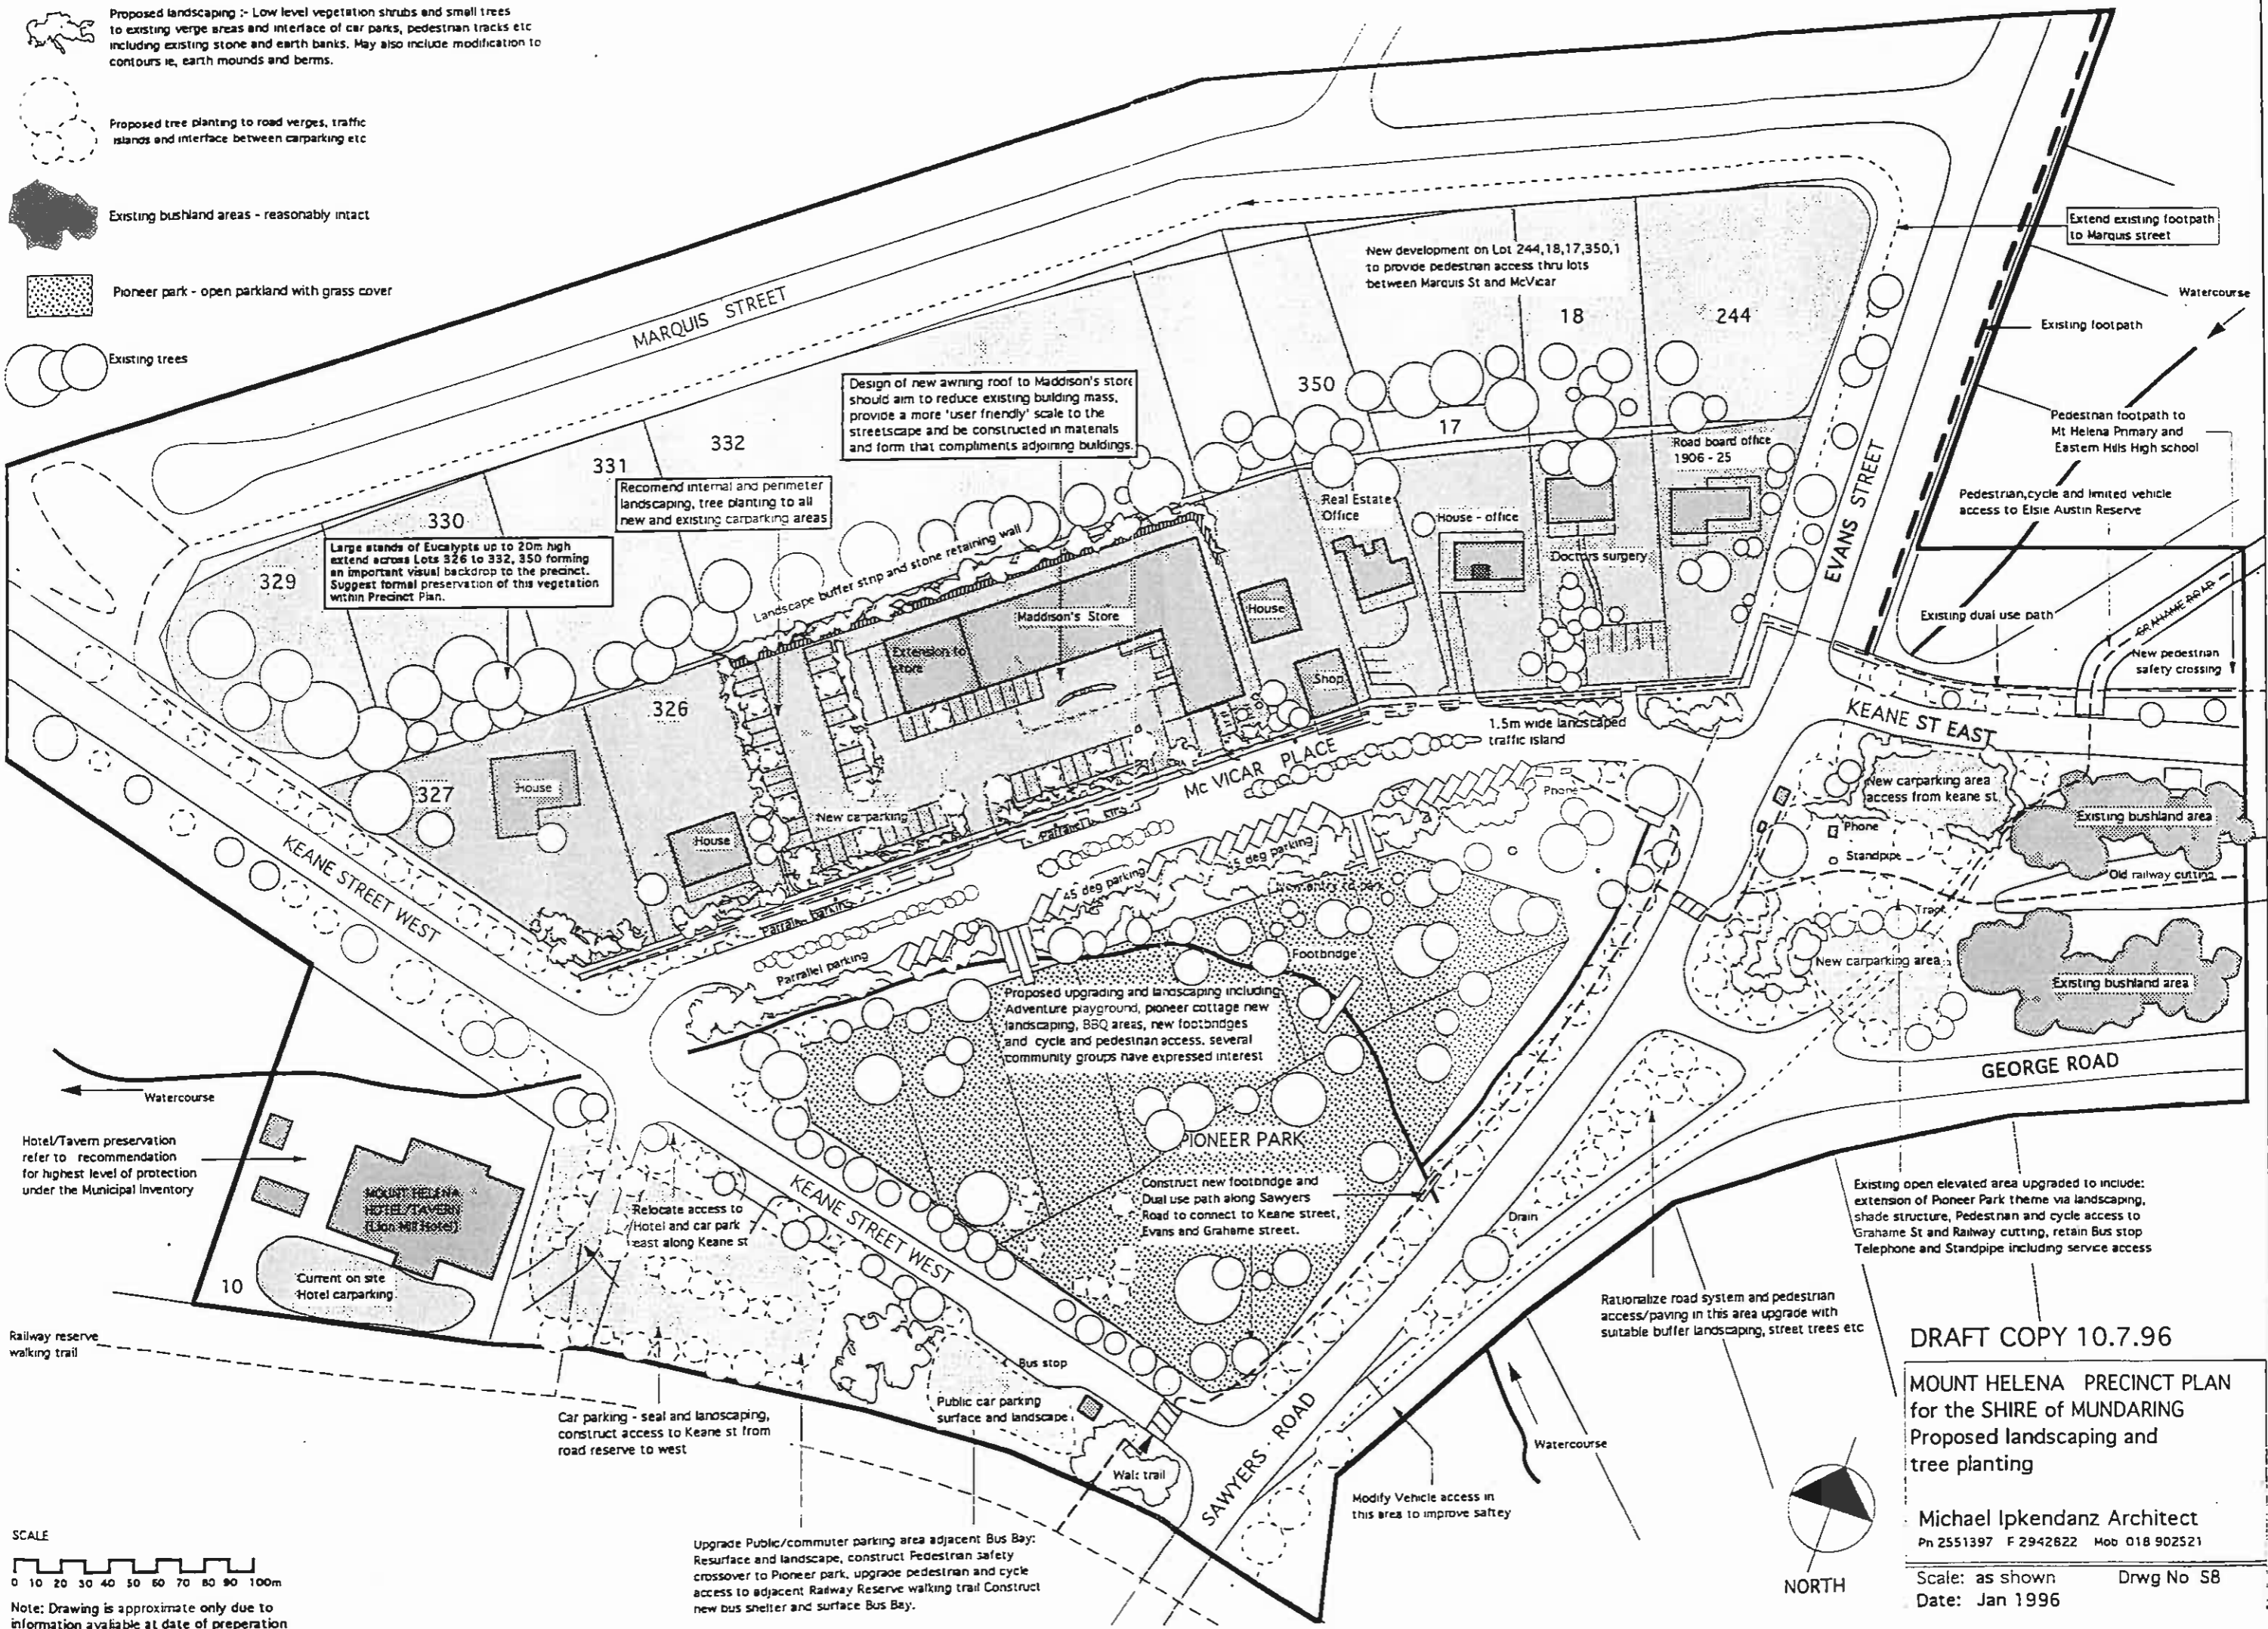 Proposed landscaping :- Low level vegetation shrubs and small trees
to existing verge areas and interface of car parks, pedestrian tracks etc
including existing stone and earth banks. May also include modification to
contours ie, earth mounds and berms.
Proposed tree planting to road verges, traffic
islands and interface between carparking etc
Existing bushland areas - reasonably intact
Pioneer park - open parkland with grass cover
Existing trees
MARQUIS STREET
New development on Lot 244,18,17,350,1
to provide pedestrian access thru lots
between Marquis St and McVicar
18
244
350
17
Extend existing footpath
to Marquis street
Watercourse
Existing footpath
Pedestrian footpath to
Mt Helena Primary and
Eastern Hills High school
Pedestrian,cycle and limited vehicle
access to Elsie Austin Reserve
Existing dual use path
GRAHAME ROAD
New pedestrian
safety crossing
EVANS STREET
KEANE ST EAST
Design of new awning roof to Maddison's store
should aim to reduce existing building mass,
provide a more 'user friendly' scale to the
streetscape and be constructed in materials
and form that compliments adjoining buildings.
332
331
Recomend internal and perimeter
landscaping, tree planting to all
new and existing carparking areas
330
329
Large stands of Eucalypts up to 20m high
extend across Lots 326 to 332, 350 forming
an important visual backdrop to the precinct.
Suggest formal preservation of this vegetation
within Precinct Plan.
Landscape buffer strip and stone retaining wall
Road board office
1906 - 25
Real Estate
Office
House - office
Doctors surgery
House
Shop
Maddison's Store
Extension to
store
326
327
House
House
New carparking
Parrallel parking
Mc VICAR PLACE
1.5m wide landscaped
traffic island
Phone
45 deg parking
45 deg parking
New entry to park
Parrallel parking
Parrallel parking
KEANE STREET WEST
New carparking area
access from keane st.
Phone
Standpipe
Existing bushland area
Old railway cutting
Track
New carparking area
Existing bushland area
GEORGE ROAD
Footbridge
Proposed upgrading and landscaping including
Adventure playground, pioneer cottage new
landscaping, BBQ areas, new footbridges
and cycle and pedestrian access. several
community groups have expressed interest
PIONEER PARK
Construct new footbridge and
Dual use path along Sawyers
Road to connect to Keane street,
Evans and Grahame street.
Watercourse
Hotel/Tavern preservation
refer to recommendation
for highest level of protection
under the Municipal Inventory
MOUNT HELENA
HOTEL/TAVERN
(Lion Mill Hotel)
Relocate access to
Hotel and car park
east along Keane st
KEANE STREET WEST
10
Current on site
Hotel carparking
Railway reserve
walking trail
Drain
Existing open elevated area upgraded to include:
extension of Pioneer Park theme via landscaping,
shade structure, Pedestrian and cycle access to
Grahame St and Railway cutting, retain Bus stop
Telephone and Standpipe including service access
Rationalize road system and pedestrian
access/paving in this area upgrade with
suitable buffer landscaping, street trees etc
Bus stop
Public car parking
surface and landscape
Walk trail
Car parking - seal and landscaping,
construct access to Keane st from
road reserve to west
SAWYERS ROAD
Watercourse
Modify Vehicle access in
this area to improve saftey
Upgrade Public/commuter parking area adjacent Bus Bay:
Resurface and landscape, construct Pedestrian safety
crossover to Pioneer park, upgrade pedestrian and cycle
access to adjacent Railway Reserve walking trail Construct
new bus shelter and surface Bus Bay.
SCALE
0 10 20 30 40 50 60 70 80 90 100m
Note: Drawing is approximate only due to
information avaliable at date of preperation
NORTH
DRAFT COPY 10.7.96
MOUNT HELENA PRECINCT PLAN
for the SHIRE of MUNDARING
Proposed landscaping and
tree planting
Michael Ipkendanz Architect
Pn 2551397 F 2942822 Mob 018 902521
Scale: as shown Drwg No S8
Date: Jan 1996